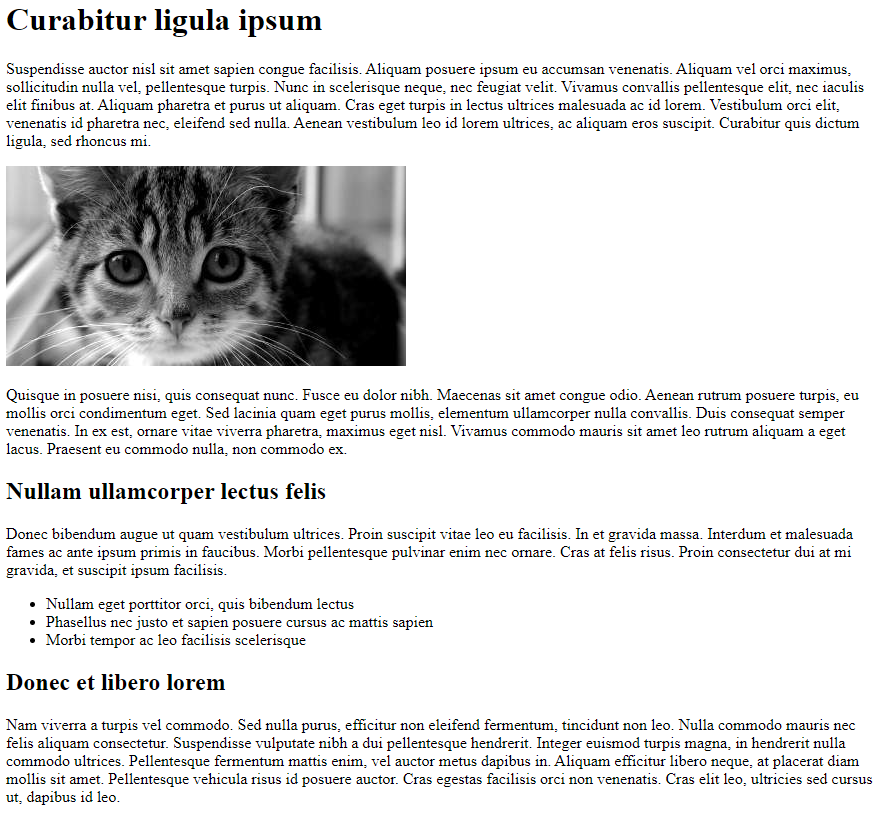 Curabitur ligula ipsum
Suspendisse auctor nisl sit amet sapien congue facilisis. Aliquam posuere ipsum eu accumsan venenatis. Aliquam vel orci maximus,
sollicitudin nulla vel, pellentesque turpis. Nunc in scelerisque neque, nec feugiat velit. Vivamus convallis pellentesque elit, nec iaculis
elit finibus at. Aliquam pharetra et purus ut aliquam. Cras eget turpis in lectus ultrices malesuada ac id lorem. Vestibulum orci elit,
venenatis id pharetra nec, eleifend sed nulla. Aenean vestibulum leo id lorem ultrices, ac aliquam eros suscipit. Curabitur quis dictum
ligula, sed rhoncus mi.
Quisque in posuere nisi, quis consequat nunc. Fusce eu dolor nibh. Maecenas sit amet congue odio. Aenean rutrum posuere turpis, eu
mollis orci condimentum eget. Sed lacinia quam eget purus mollis, elementum ullamcorper nulla convallis. Duis consequat semper
venenatis. In ex est, ornare vitae viverra pharetra, maximus eget nisl. Vivamus commodo mauris sit amet leo rutrum aliquam a eget
lacus. Praesent eu commodo nulla, non commodo ex.
Nullam ullamcorper lectus felis
Donec bibendum augue ut quam vestibulum ultrices. Proin suscipit vitae leo eu facilisis. In et gravida massa. Interdum et malesuada
fames ac ante ipsum primis in faucibus. Morbi pellentesque pulvinar enim nec ornare. Cras at felis risus. Proin consectetur dui at mi
gravida, et suscipit ipsum facilisis.
• Nullam eget porttitor orci, quis bibendum lectus
• Phasellus nec justo et sapien posuere cursus ac mattis sapien
• Morbi tempor ac leo facilisis scelerisque
Donec et libero lorem
Nam viverra a turpis vel commodo. Sed nulla purus, efficitur non eleifend fermentum, tincidunt non leo. Nulla commodo mauris nec
felis aliquam consectetur. Suspendisse vulputate nibh a dui pellentesque hendrerit. Integer euismod turpis magna, in hendrerit nulla
commodo ultrices. Pellentesque fermentum mattis enim, vel auctor metus dapibus in. Aliquam efficitur libero neque, at placerat diam
mollis sit amet. Pellentesque vehicula risus id posuere auctor. Cras egestas facilisis orci non venenatis. Cras elit leo, ultricies sed cursus
ut, dapibus id leo.